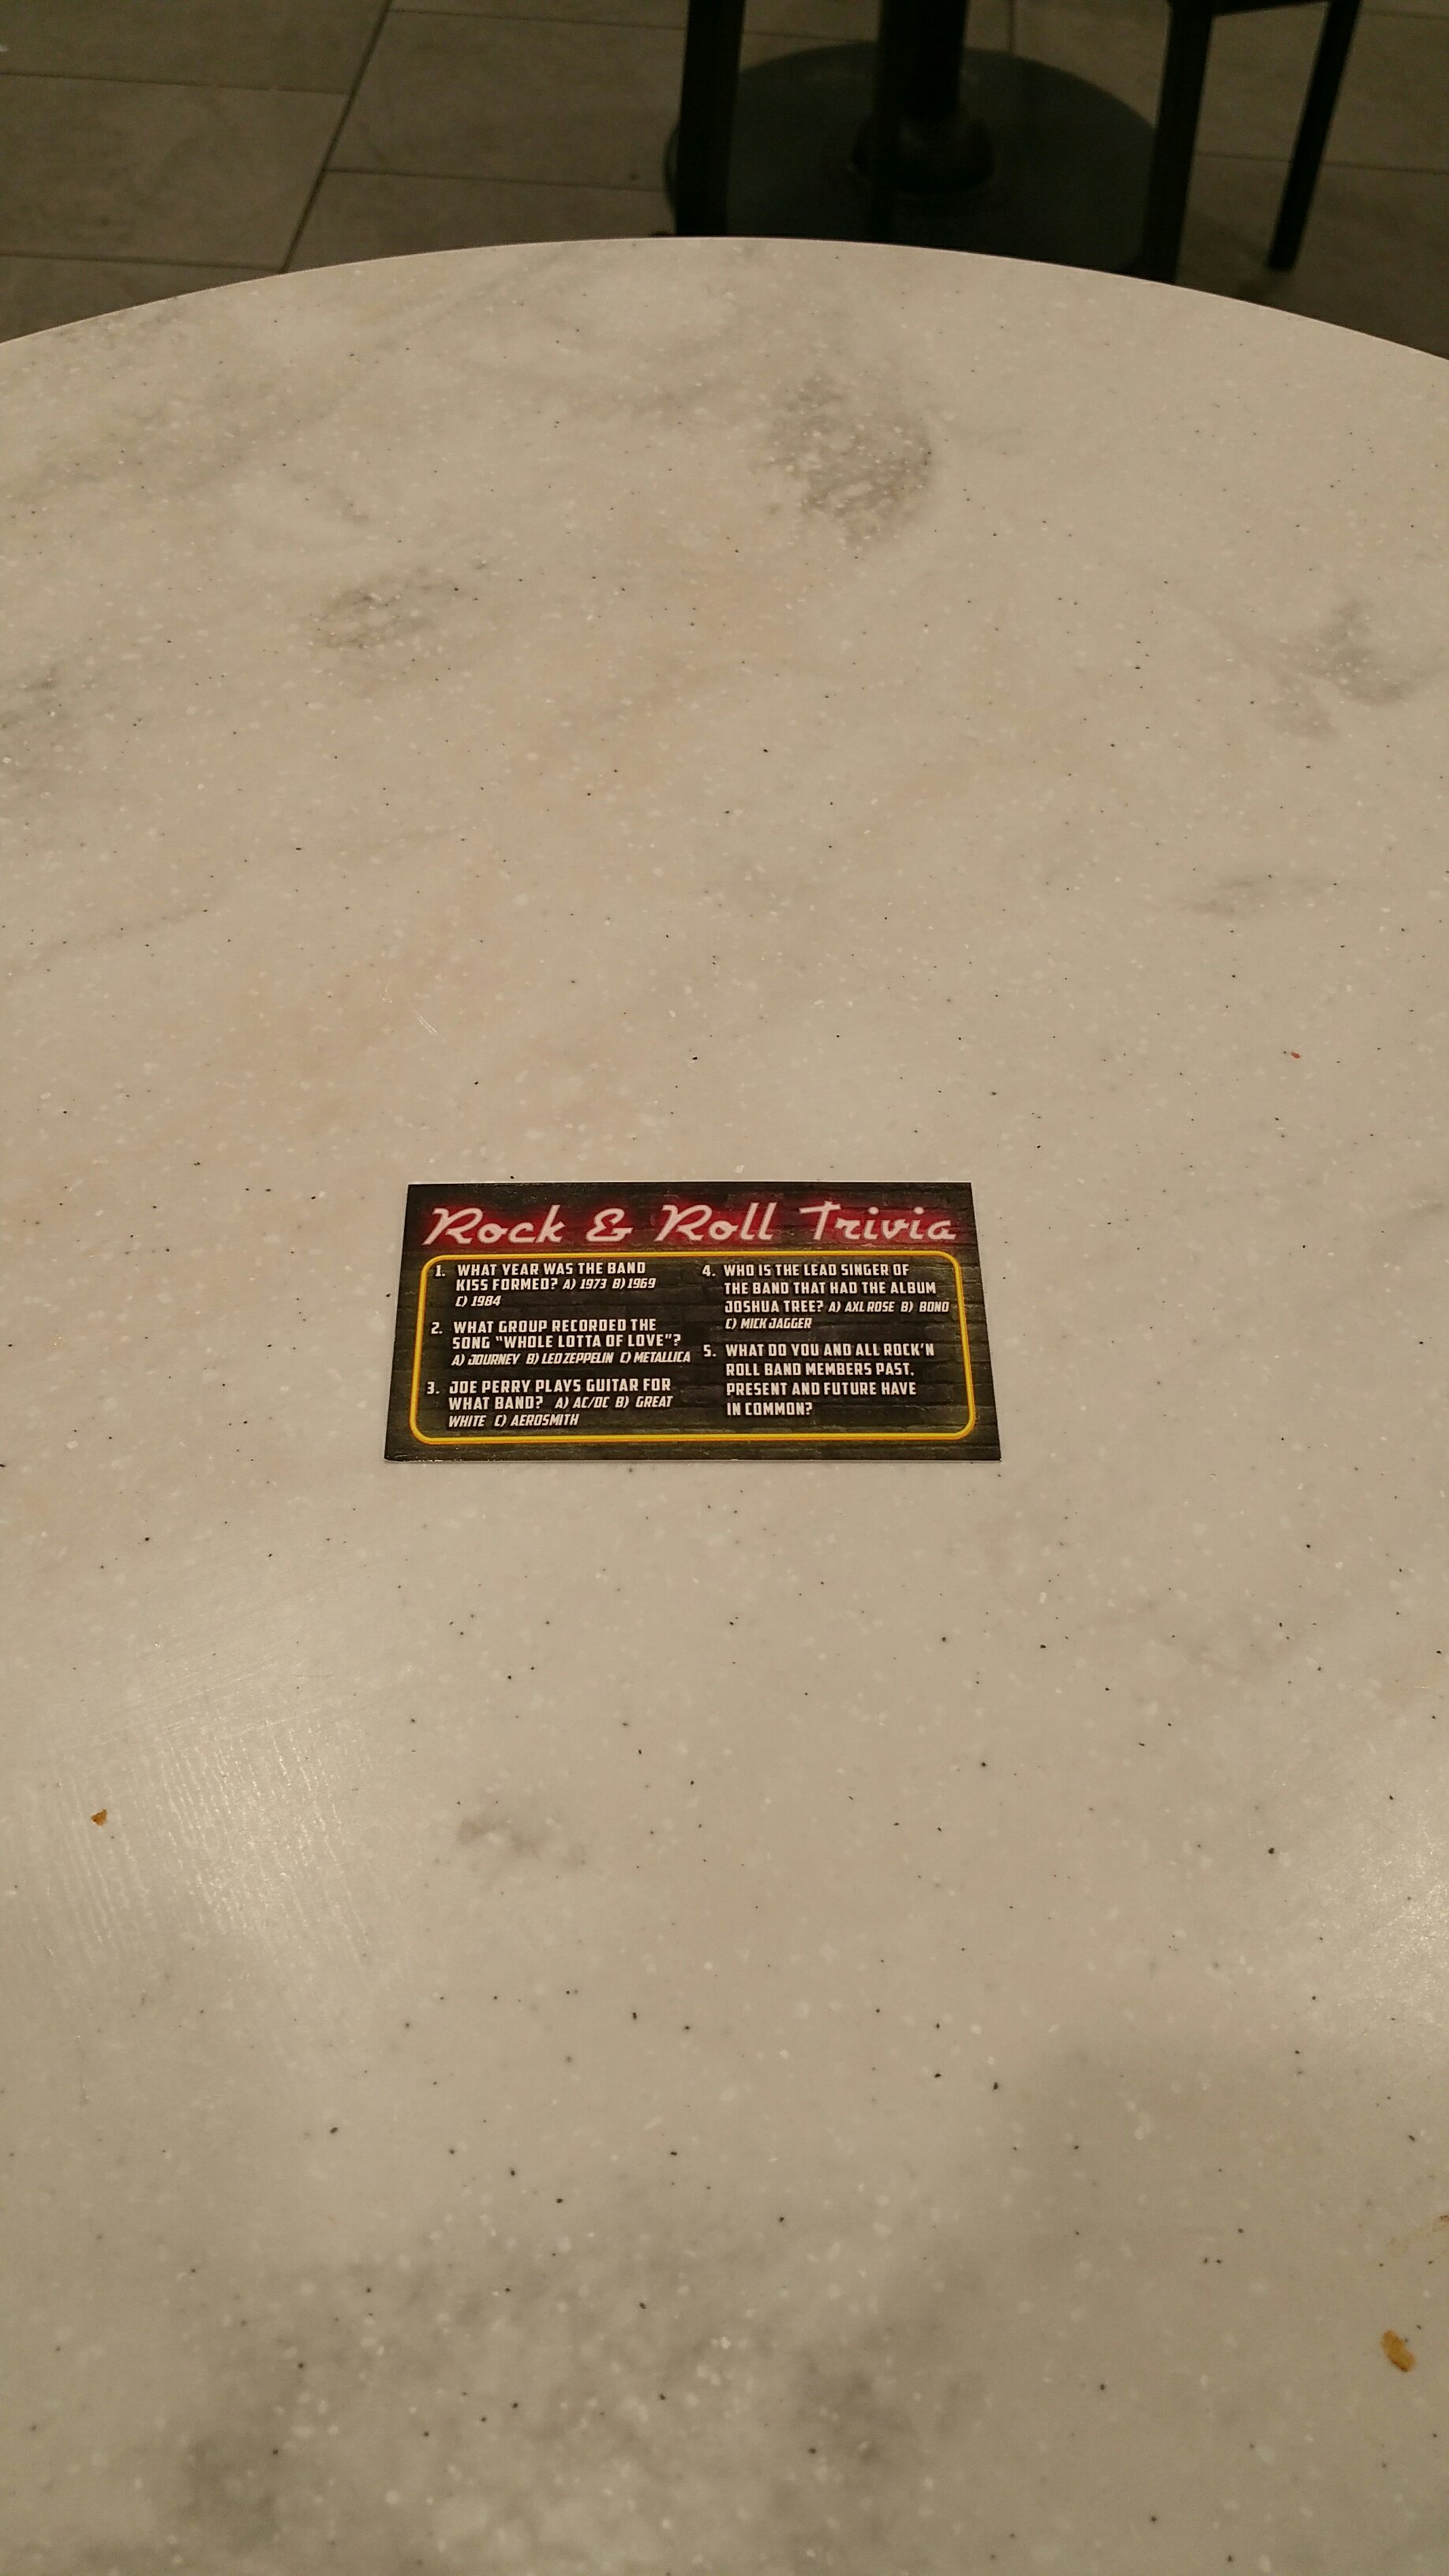 Rock & Roll Trivia
1. WHAT YEAR WAS THE BAND
KISS FORMED? A) 1973 B) 1969
C) 1984
2. WHAT GROUP RECORDED THE
SONG "WHOLE LOTTA OF LOVE"?
A) JOURNEY B) LED ZEPPELIN C) METALLICA
3. JOE PERRY PLAYS GUITAR FOR
WHAT BAND? A) AC/DC B) GREAT
WHITE C) AEROSMITH
4. WHO IS THE LEAD SINGER OF
THE BAND THAT HAD THE ALBUM
JOSHUA TREE? A) AXL ROSE B) BONO
C) MICK JAGGER
5. WHAT DO YOU AND ALL ROCK'N
ROLL BAND MEMBERS PAST,
PRESENT AND FUTURE HAVE
IN COMMON?